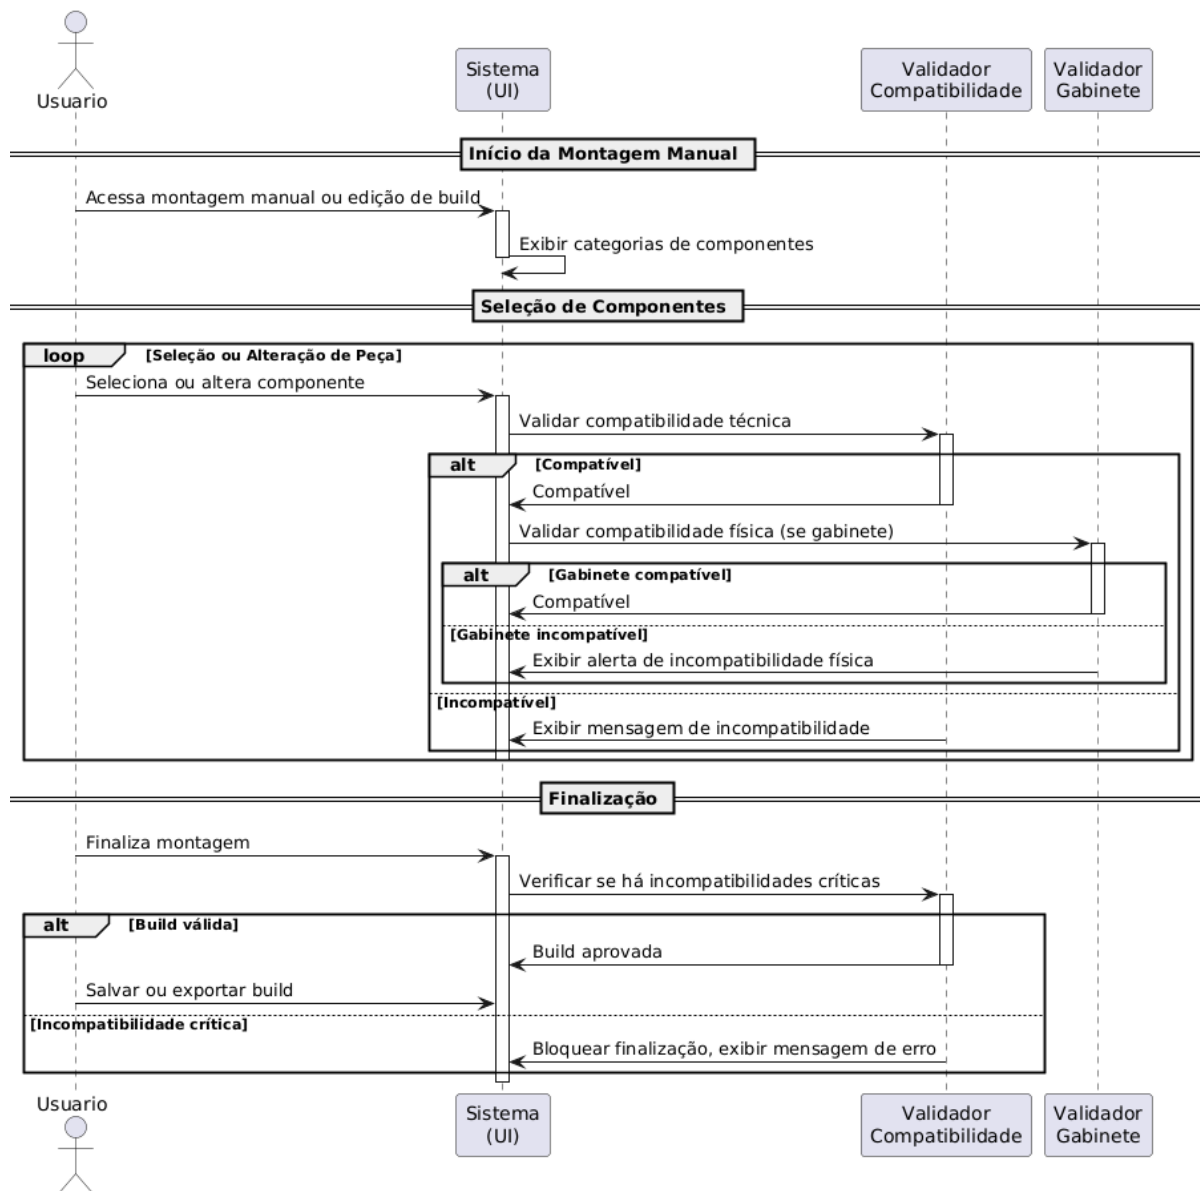 Usuario
Sistema
(UI)
Validador
Compatibilidade
Validador
Gabinete
Início da Montagem Manual
Acessa montagem manual ou edição de build
Exibir categorias de componentes
Seleção de Componentes
loop [Seleção ou Alteração de Peça]
Seleciona ou altera componente
Validar compatibilidade técnica
alt [Compatível]
Compatível
Validar compatibilidade física (se gabinete)
alt [Gabinete compatível]
Compatível
[Gabinete incompatível]
Exibir alerta de incompatibilidade física
[Incompatível]
Exibir mensagem de incompatibilidade
Finalização
Finaliza montagem
Verificar se há incompatibilidades críticas
alt [Build válida]
Build aprovada
Salvar ou exportar build
[Incompatibilidade crítica]
Bloquear finalização, exibir mensagem de erro
Usuario
Sistema
(UI)
Validador
Compatibilidade
Validador
Gabinete